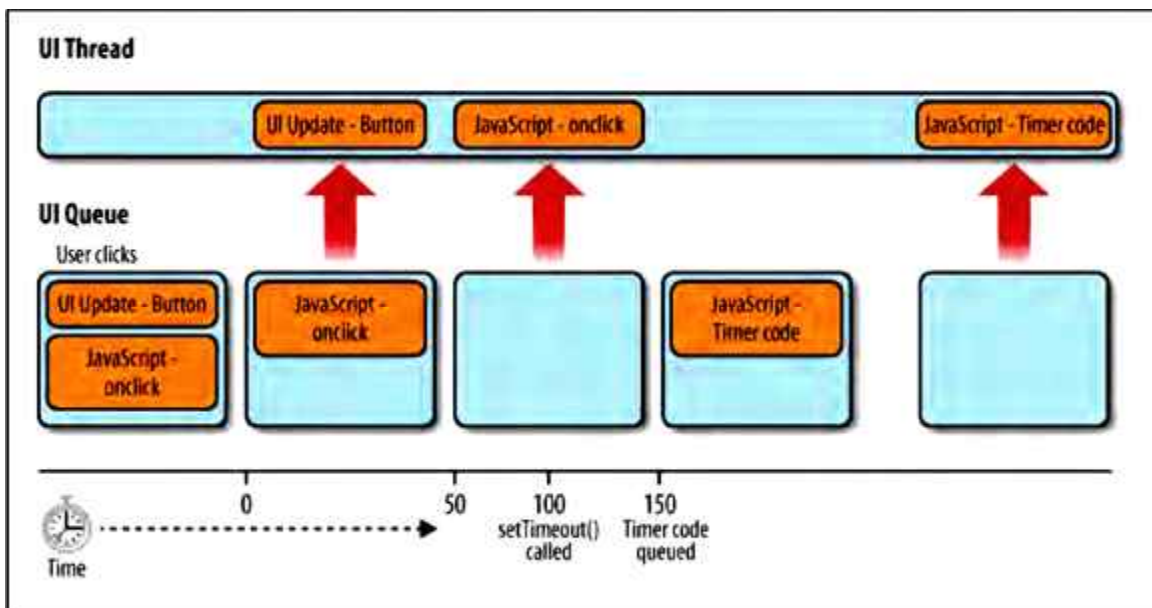 UI Thread
UI Update - Button
JavaScript - onclick
JavaScript - Timer code
UI Queue
User clicks
UI Update - Button
JavaScript -
onclick
JavaScript -
onclick
JavaScript -
Timer code
0
50
100
150
setTimeout()
called
Timer code
queued
Time